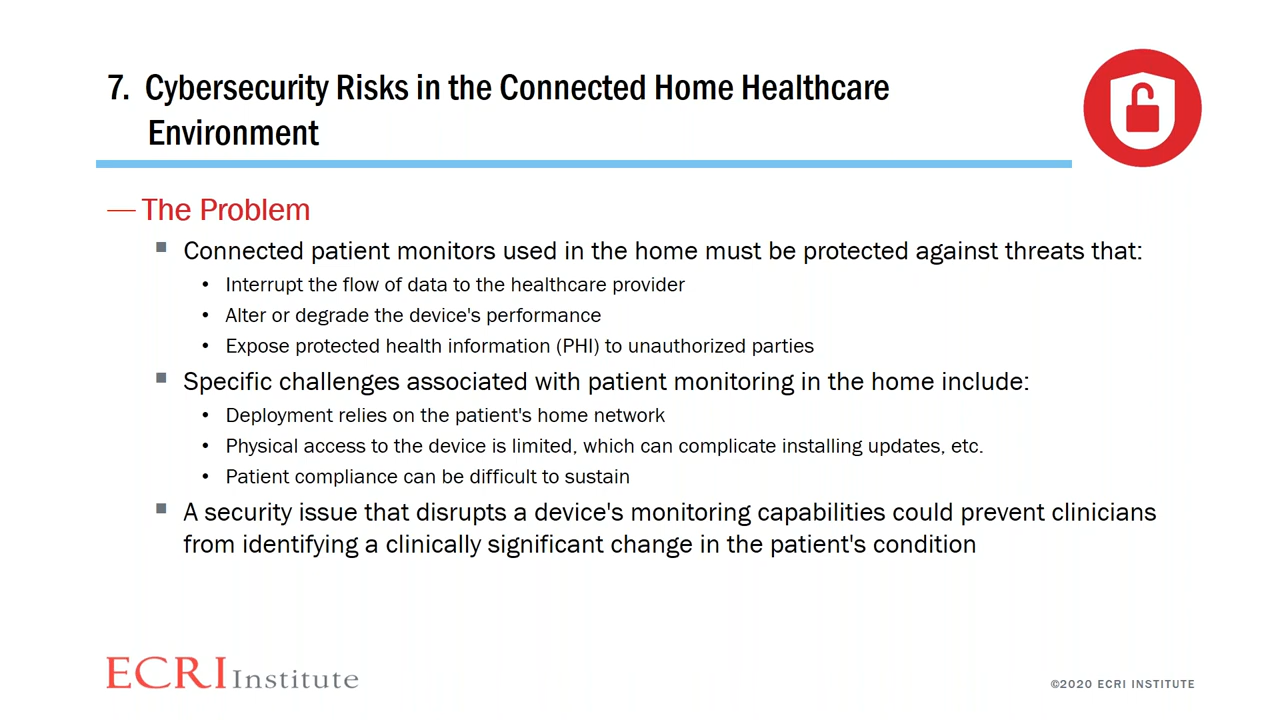 7. Cybersecurity Risks in the Connected Home Healthcare
Environment
— The Problem
▪ Connected patient monitors used in the home must be protected against threats that:
• Interrupt the flow of data to the healthcare provider
• Alter or degrade the device's performance
• Expose protected health information (PHI) to unauthorized parties
▪ Specific challenges associated with patient monitoring in the home include:
• Deployment relies on the patient's home network
• Physical access to the device is limited, which can complicate installing updates, etc.
• Patient compliance can be difficult to sustain
▪ A security issue that disrupts a device's monitoring capabilities could prevent clinicians
from identifying a clinically significant change in the patient's condition
ECRI Institute
©2020 ECRI INSTITUTE